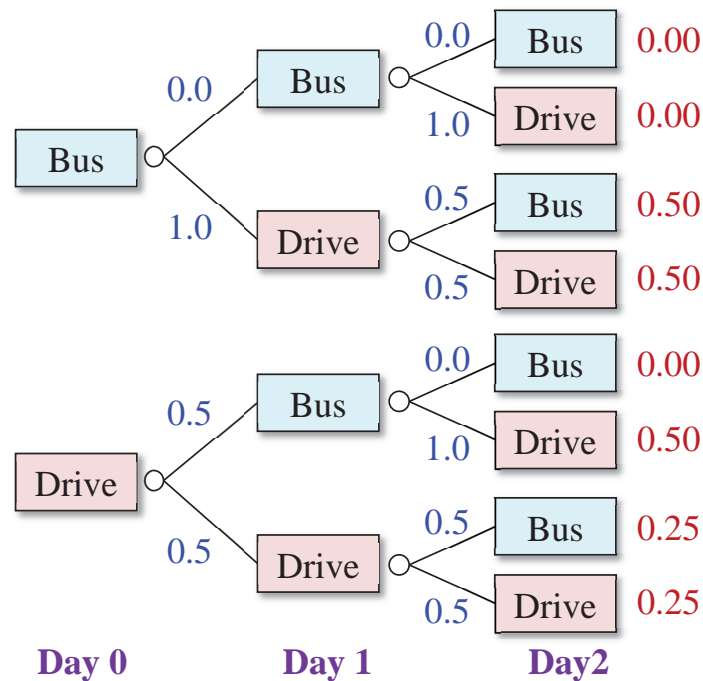 0.0 Bus 0.00
Bus
0.0
1.0 Drive 0.00
Bus
1.0
0.5 Bus 0.50
Drive
0.5 Drive 0.50
0.0 Bus 0.00
0.5 Bus
1.0 Drive 0.50
Drive
0.5 Bus 0.25
0.5 Drive
0.5 Drive 0.25
Day 0 Day 1 Day2